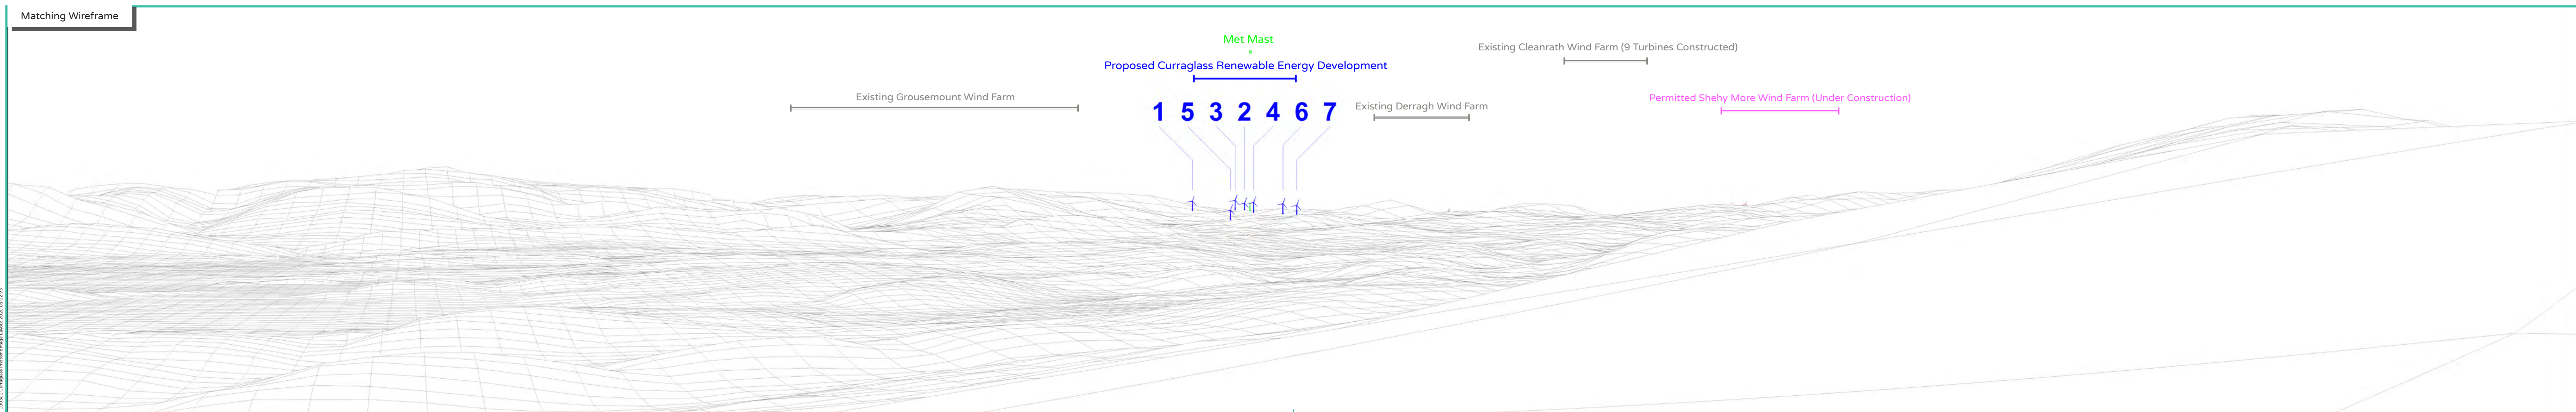 Matching Wireframe
Met Mast
Existing Cleanrath Wind Farm (9 Turbines Constructed)
Proposed Curraglass Renewable Energy Development
Existing Grousemount Wind Farm
Permitted Shehy More Wind Farm (Under Construction)
Existing Derragh Wind Farm
1 5 3 2 4 6 7